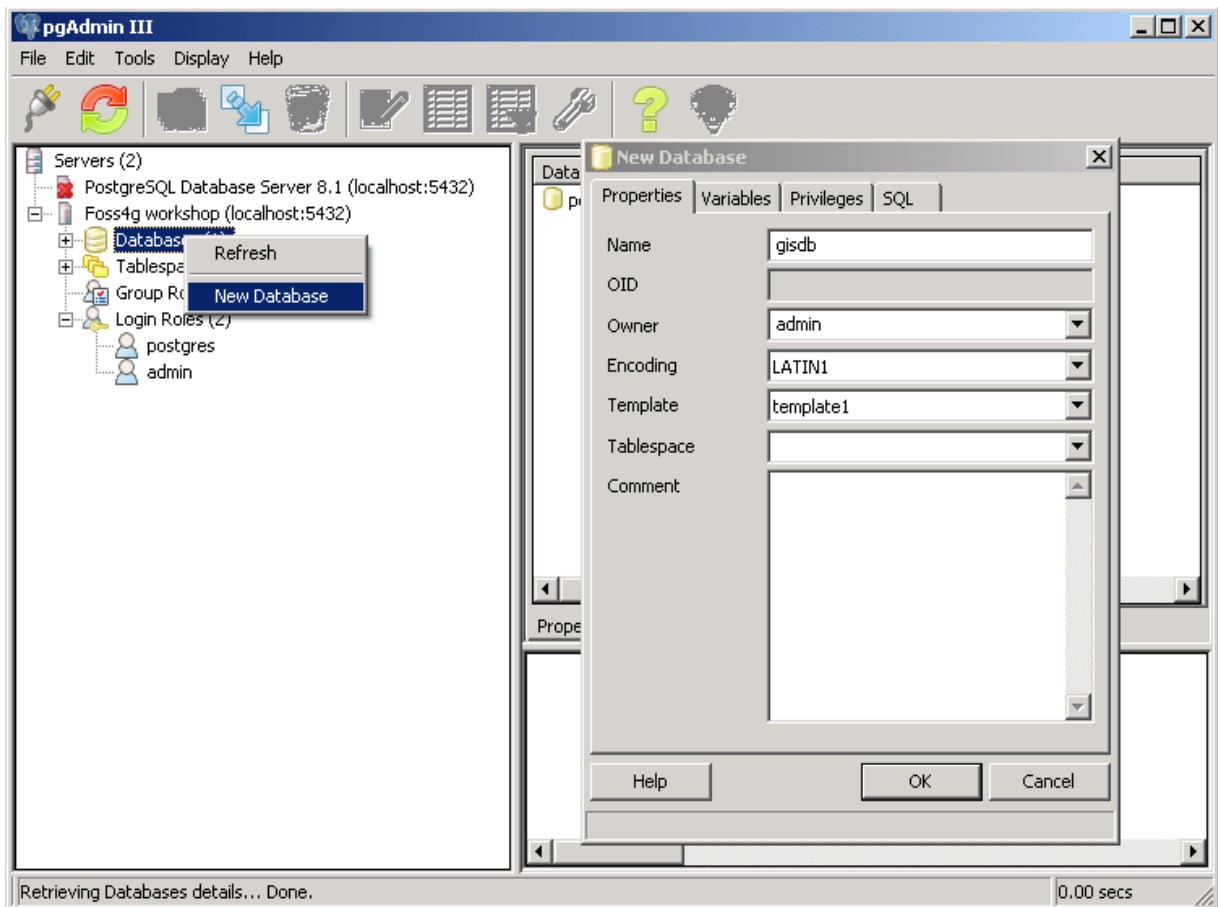 pgAdmin III
File Edit Tools Display Help
Servers (2)
PostgreSQL Database Server 8.1 (localhost:5432)
Foss4g workshop (localhost:5432)
Refresh
New Database
Login Roles (2)
postgres
admin
New Database
Properties Variables Privileges SQL
Name gisdb
OID
Owner admin
Encoding LATIN1
Template template1
Tablespace
Comment
Help OK Cancel
Retrieving Databases details... Done. 0.00 secs